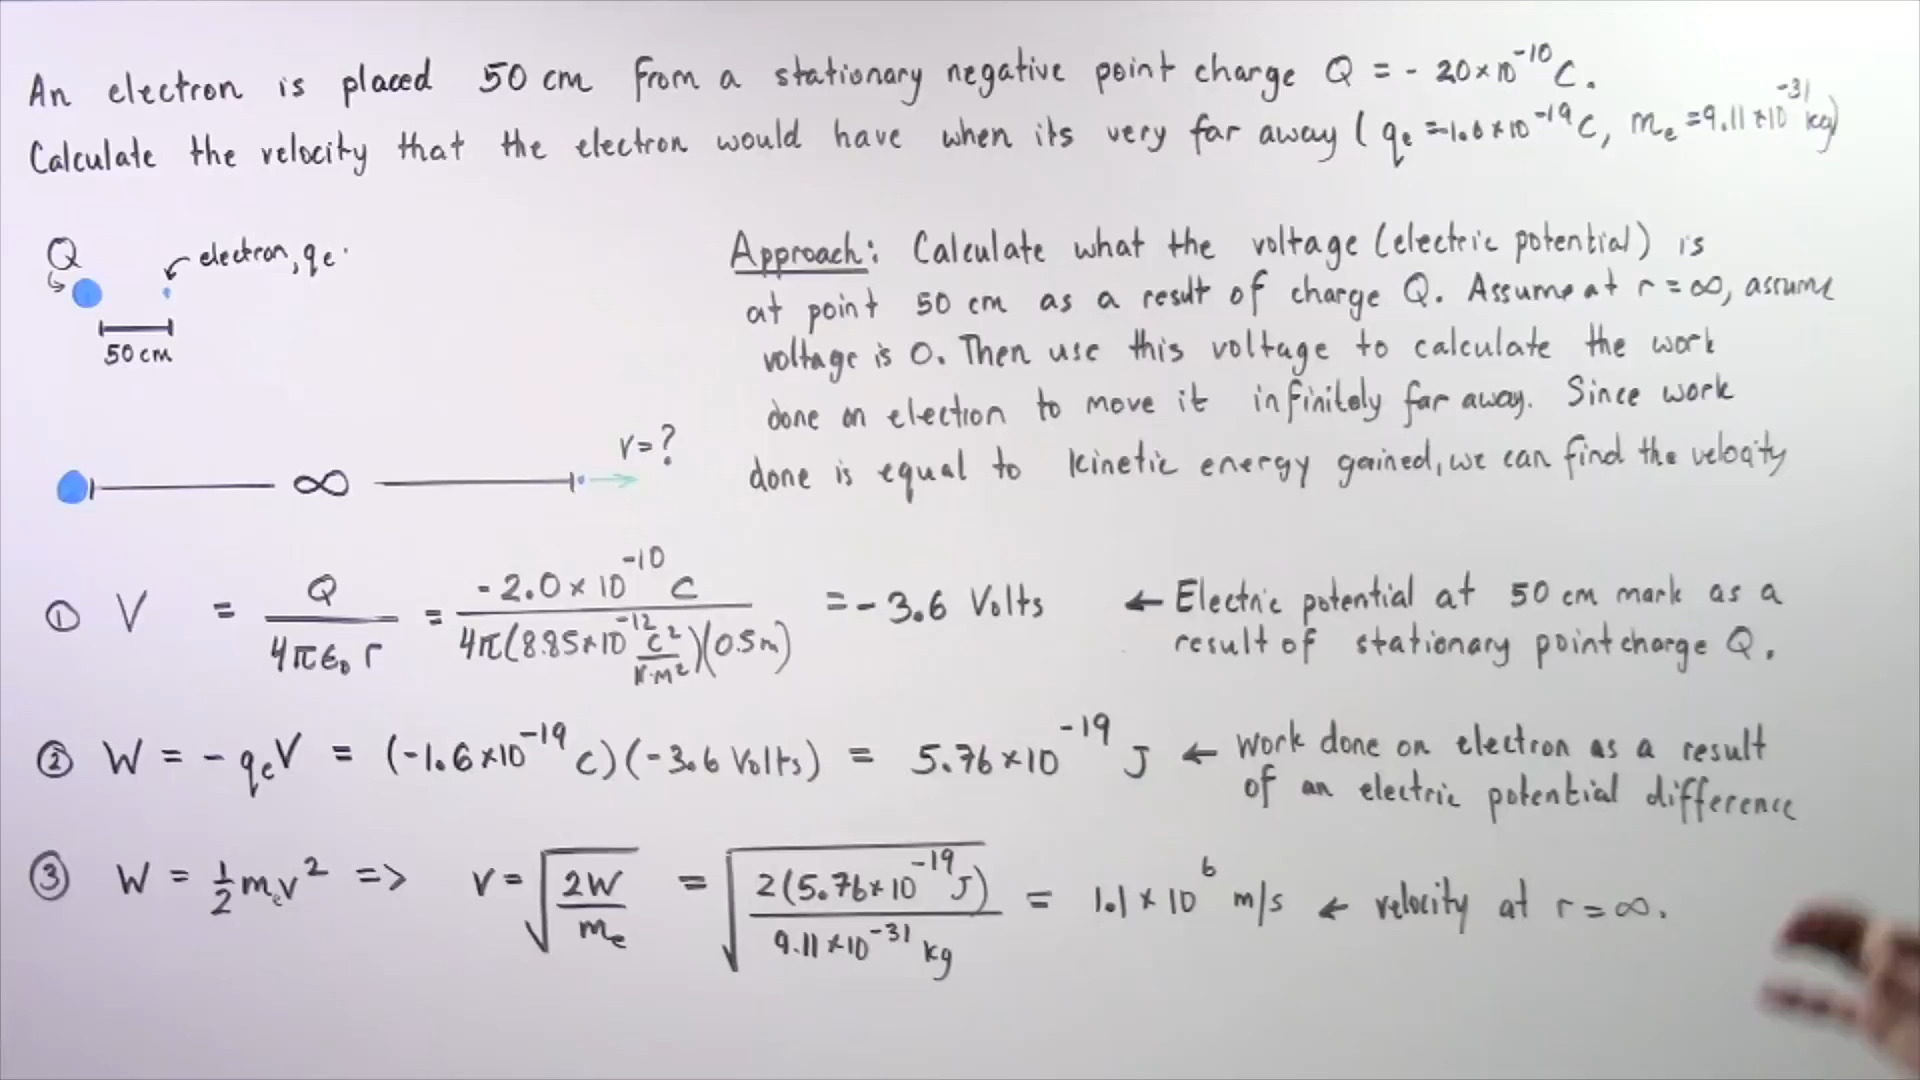 An electron is placed 50 cm from a stationary negative point charge Q = - 20×10⁻¹⁰ C.
Calculate the velocity that the electron would have when its very far away ( qₑ =-1.6×10⁻¹⁹C, mₑ =9.11×10⁻³¹ kg)
Q
electron, qₑ
50 cm
Approach: Calculate what the voltage (electric potential) is
at point 50 cm as a result of charge Q. Assume at r = ∞, assume
voltage is 0. Then use this voltage to calculate the work
done on election to move it infinitely far away. Since work
done is equal to kinetic energy gained, we can find the velocity
∞
v=?
① V = Q / 4πϵ₀ r = -2.0×10⁻¹⁰ C / 4π(8.85×10⁻¹² C²/N·m²)(0.5m) = -3.6 Volts ← Electric potential at 50 cm mark as a
result of stationary point charge Q.
② W = - qₑV = (-1.6×10⁻¹⁹ C)(-3.6 Volts) = 5.76×10⁻¹⁹ J ← Work done on electron as a result
of an electric potential difference
③ W = ½ mₑv² => v = √(2W / mₑ) = √(2(5.76×10⁻¹⁹J) / 9.11×10⁻³¹ kg) = 1.1×10⁶ m/s ← velocity at r = ∞.